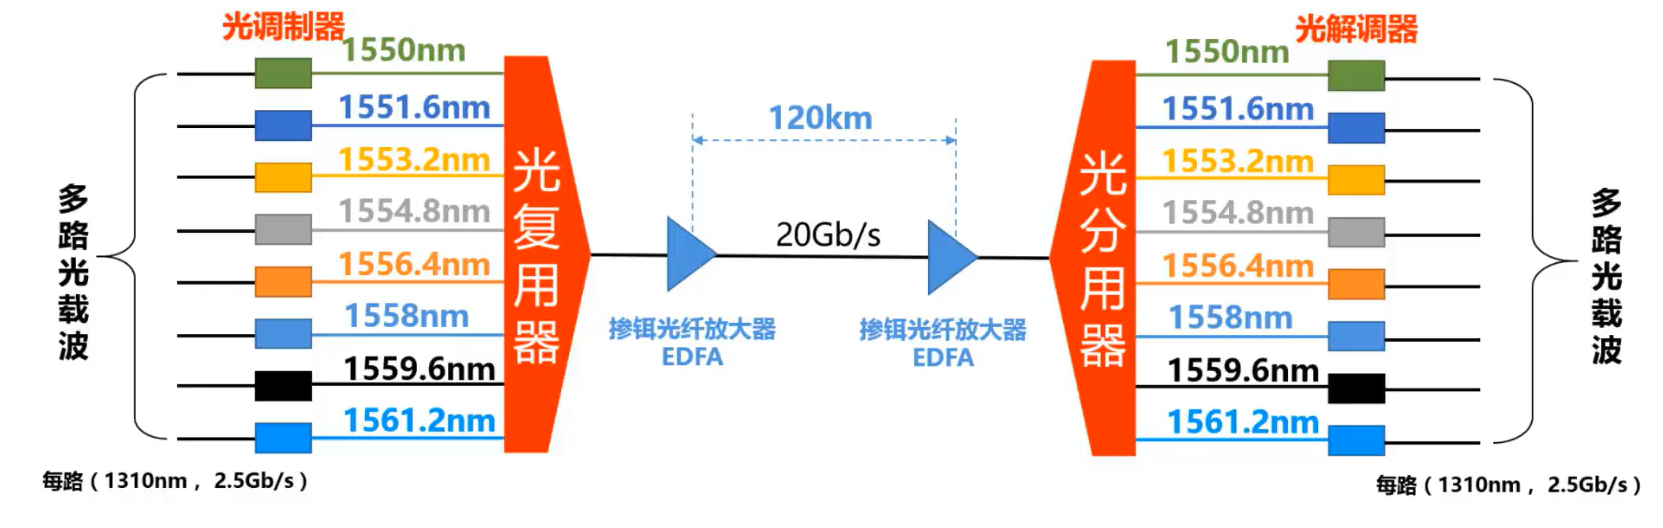 光调制器
1550nm
1551.6nm
1553.2nm
1554.8nm
1556.4nm
1558nm
1559.6nm
1561.2nm
多路光载波
每路（1310nm， 2.5Gb/s）
光复用器
120km
20Gb/s
掺铒光纤放大器
EDFA
掺铒光纤放大器
EDFA
光分用器
光解调器
1550nm
1551.6nm
1553.2nm
1554.8nm
1556.4nm
1558nm
1559.6nm
1561.2nm
多路光载波
每路（1310nm， 2.5Gb/s）